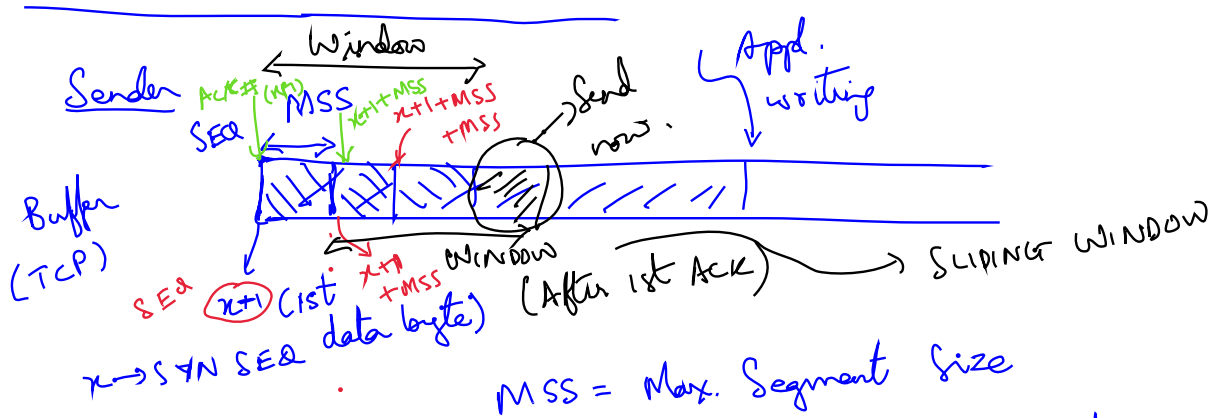 Window
Appl.
writing
Sender
ACK# (x+1)
MSS
x+1+MSS
x+1+MSS
+MSS
Send
now.
SEQ
Buffer
(TCP)
WINDOW
(After 1st ACK)
SLIDING WINDOW
x+1
+MSS
SEQ x+1 (1st
data byte)
x→SYN SEQ
MSS = Max. Segment Size